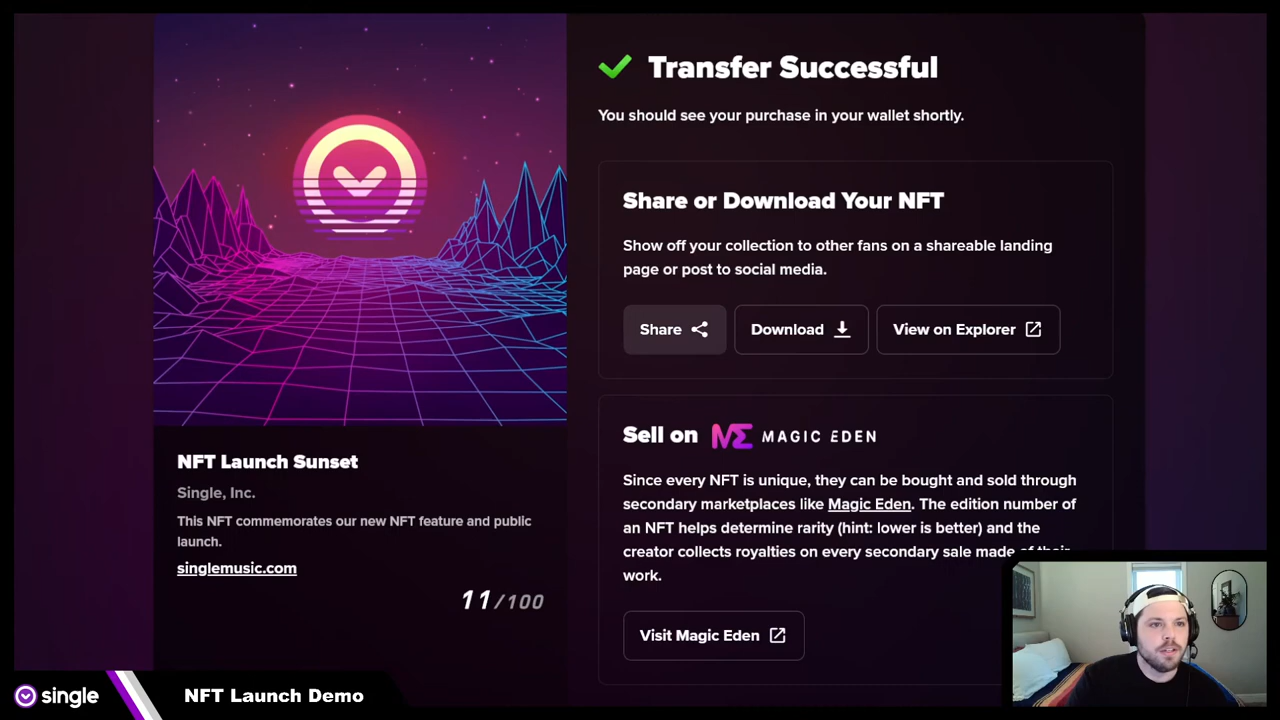 Transfer Successful
You should see your purchase in your wallet shortly.
Share or Download Your NFT
Show off your collection to other fans on a shareable landing
page or post to social media.
Share
Download
View on Explorer
Sell on MAGIC EDEN
Since every NFT is unique, they can be bought and sold through
secondary marketplaces like Magic Eden. The edition number of
an NFT helps determine rarity (hint: lower is better) and the
creator collects royalties on every secondary sale made of their
work.
Visit Magic Eden
NFT Launch Sunset
Single, Inc.
This NFT commemorates our new NFT feature and public
launch.
singlemusic.com
11/100
single
NFT Launch Demo